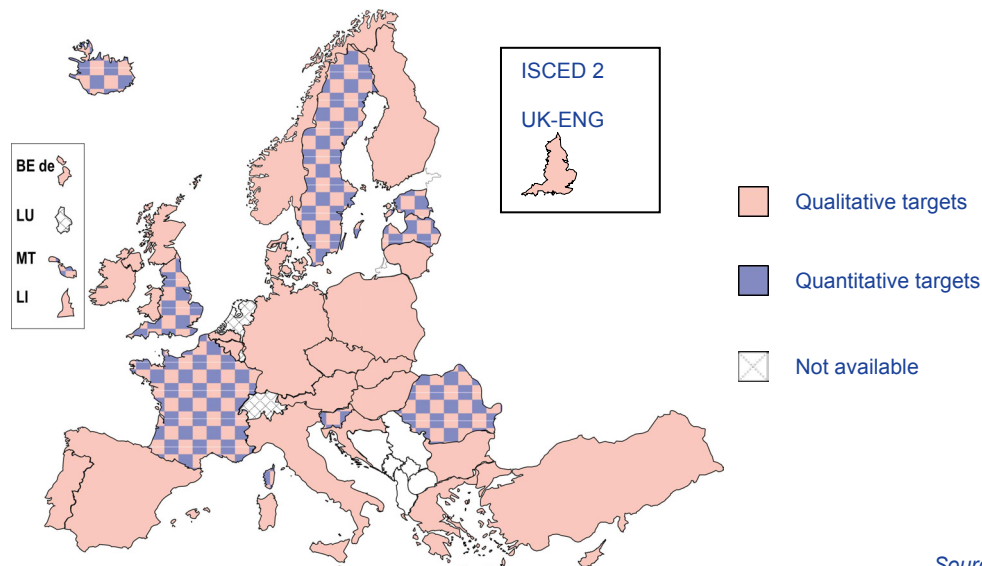 ISCED 2
UK-ENG
BE de
LU
MT
LI
Qualitative targets
Quantitative targets
Not available